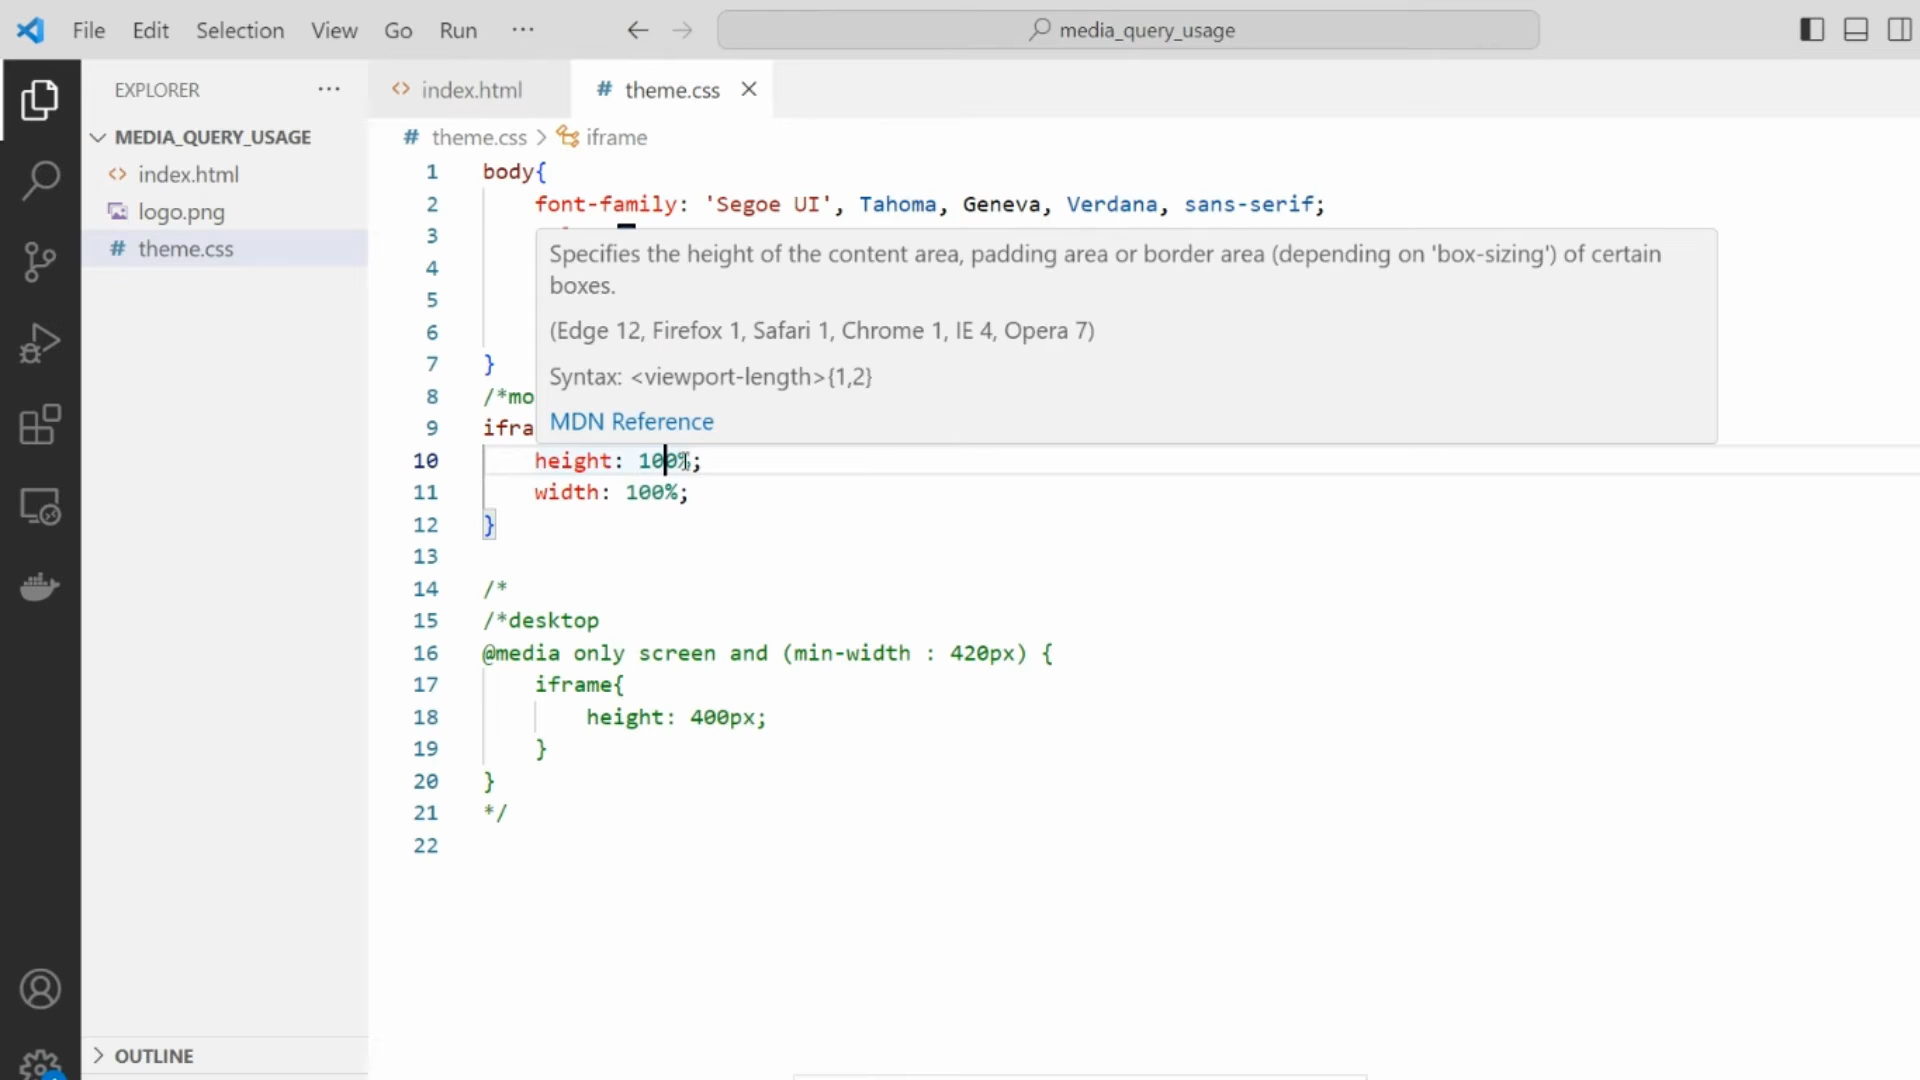 File Edit Selection View Go Run ··· media_query_usage
EXPLORER ···
MEDIA_QUERY_USAGE
index.html
logo.png
theme.css
OUTLINE
index.html
# theme.css
# theme.css > iframe
1 body{
2 font-family: 'Segoe UI', Tahoma, Geneva, Verdana, sans-serif;
3
4
5
6
7 }
8 /*mo
9 ifra
Specifies the height of the content area, padding area or border area (depending on 'box-sizing') of certain
boxes.
(Edge 12, Firefox 1, Safari 1, Chrome 1, IE 4, Opera 7)
Syntax: <viewport-length>{1,2}
MDN Reference
10 height: 100%;
11 width: 100%;
12 }
13
14 /*
15 /*desktop
16 @media only screen and (min-width : 420px) {
17 iframe{
18 height: 400px;
19 }
20 }
21 */
22